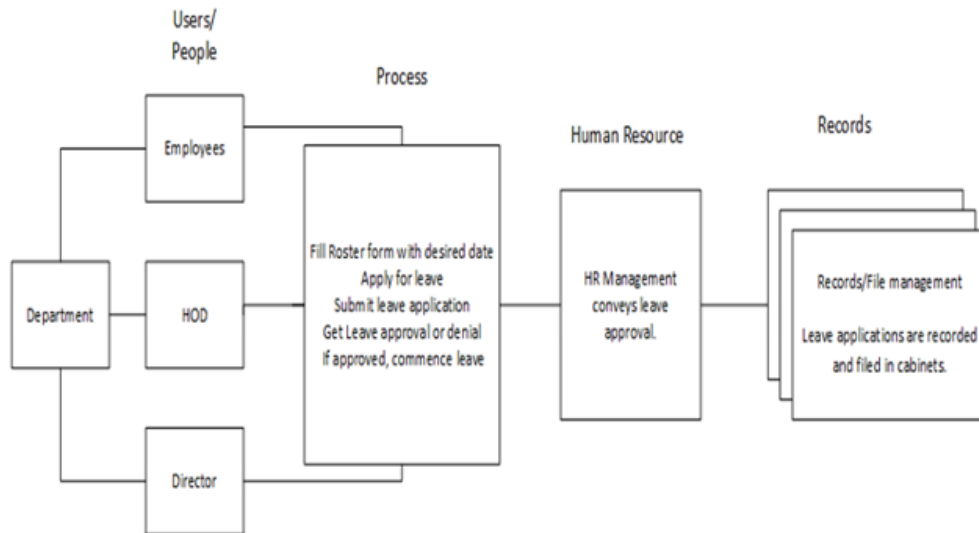 Users/
People
Process
Human Resource
Records
Employees
Department
HOD
Director
Fill Roster form with desired date
Apply for leave
Submit leave application
Get Leave approval or denial
If approved, commence leave
HR Management
conveys leave
approval.
Records/File management
Leave applications are recorded
and filed in cabinets.